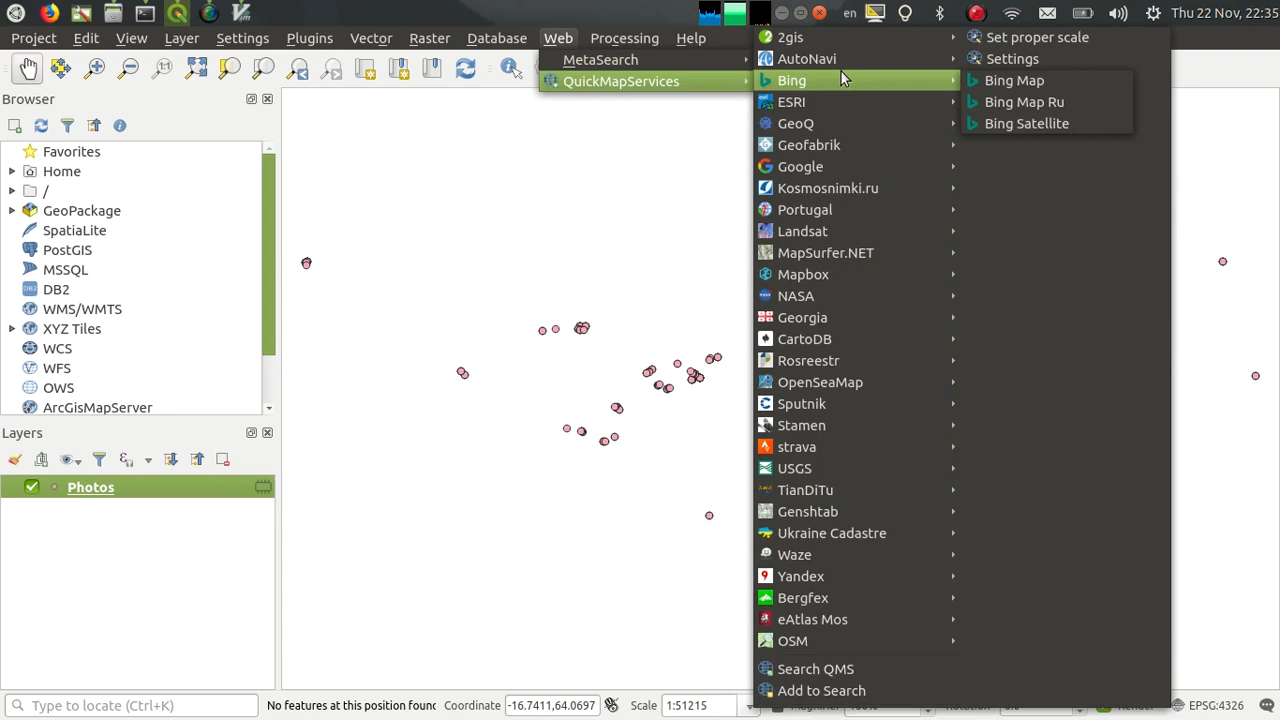 en
Thu 22 Nov, 22:35
Project
Edit
View
Layer
Settings
Plugins
Vector
Raster
Database
Web
Processing
Help
MetaSearch
QuickMapServices
2gis
AutoNavi
Bing
ESRI
GeoQ
Geofabrik
Google
Kosmosnimki.ru
Portugal
Landsat
MapSurfer.NET
Mapbox
NASA
Georgia
CartoDB
Rosreestr
OpenSeaMap
Sputnik
Stamen
strava
USGS
TianDiTu
Genshtab
Ukraine Cadastre
Waze
Yandex
Bergfex
eAtlas Mos
OSM
Search QMS
Add to Search
Set proper scale
Settings
Bing Map
Bing Map Ru
Bing Satellite
Browser
Favorites
Home
/
GeoPackage
SpatiaLite
PostGIS
MSSQL
DB2
WMS/WMTS
XYZ Tiles
WCS
WFS
OWS
ArcGisMapServer
Layers
Photos
Type to locate (Ctrl+K)
No features at this position foun
Coordinate
-16.7411,64.0697
Scale
1:51215
EPSG:4326